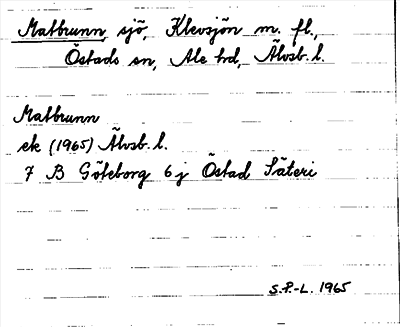 Matbrunn, sjö, Klevsjön m. fl.,
Östads sn, Ale hd, Älvsb. l.
Matbrunn
ek (1965) Älvsb. l.
7 B Göteborg 6 j Östad Säteri
S.P.-L. 1965